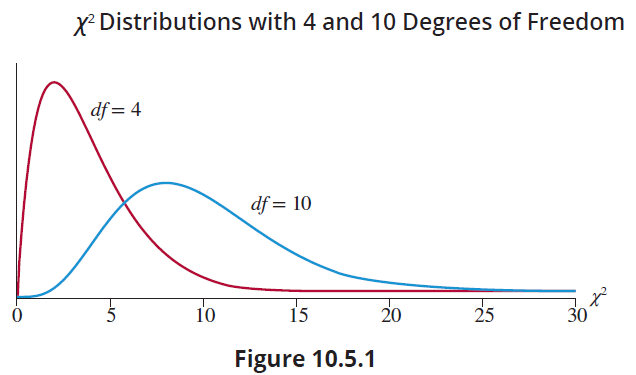 χ² Distributions with 4 and 10 Degrees of Freedom
df = 4
df = 10
0 5 10 15 20 25 30 χ²
Figure 10.5.1